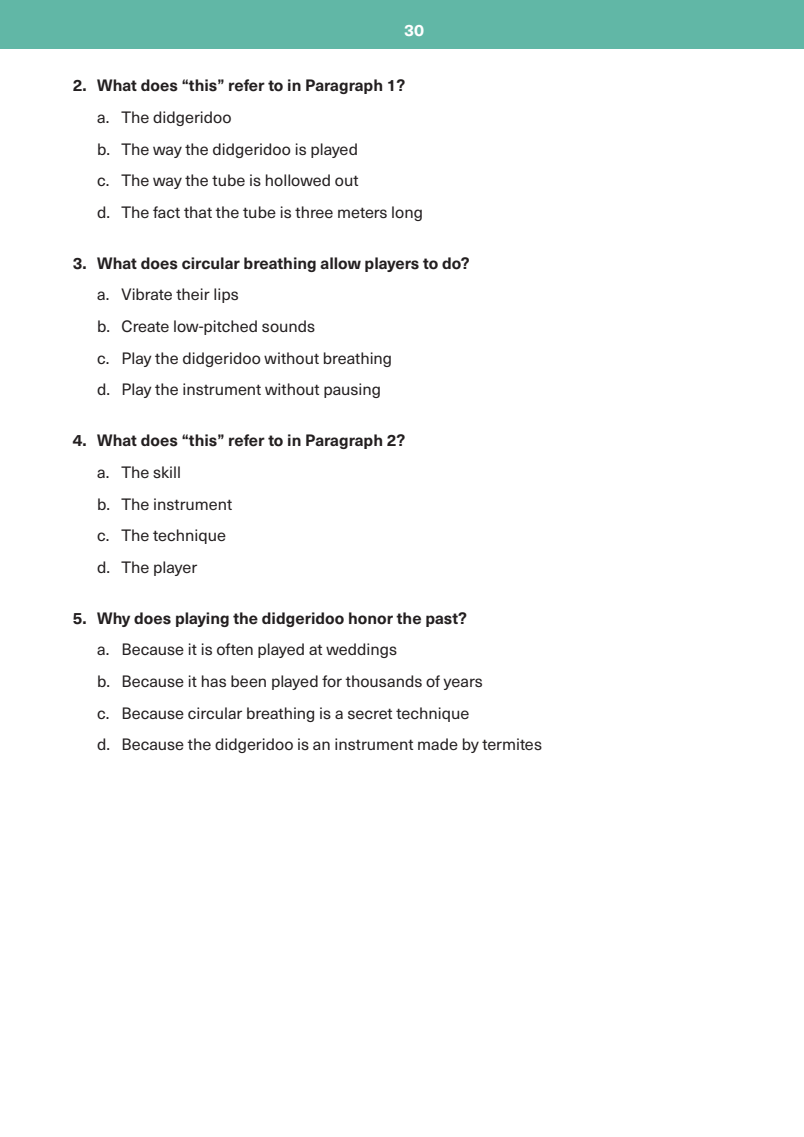 30
2. What does “this” refer to in Paragraph 1?
a. The didgeridoo
b. The way the didgeridoo is played
c. The way the tube is hollowed out
d. The fact that the tube is three meters long
3. What does circular breathing allow players to do?
a. Vibrate their lips
b. Create low-pitched sounds
c. Play the didgeridoo without breathing
d. Play the instrument without pausing
4. What does “this” refer to in Paragraph 2?
a. The skill
b. The instrument
c. The technique
d. The player
5. Why does playing the didgeridoo honor the past?
a. Because it is often played at weddings
b. Because it has been played for thousands of years
c. Because circular breathing is a secret technique
d. Because the didgeridoo is an instrument made by termites